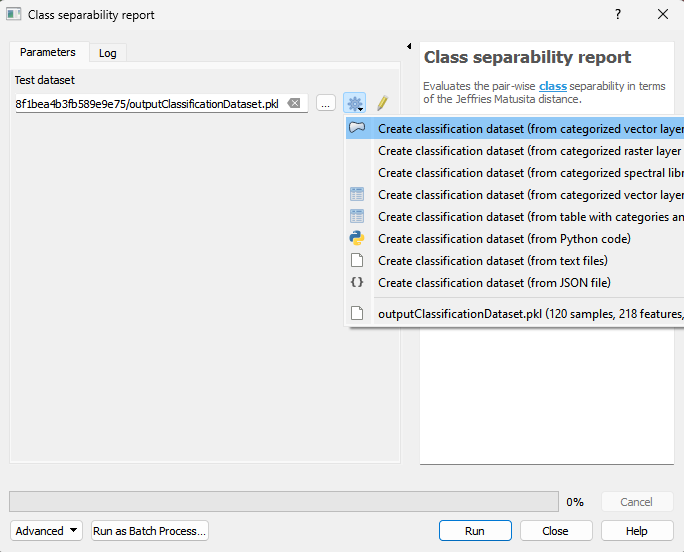 Class separability report
?
Parameters
Log
Test dataset
8f1bea4b3fb589e9e75/outputClassificationDataset.pkl
...
Class separability report
Evaluates the pair-wise class separability in terms
of the Jeffries Matusita distance.
Create classification dataset (from categorized vector layer
Create classification dataset (from categorized raster layer
Create classification dataset (from categorized spectral libr
Create classification dataset (from categorized vector layer
Create classification dataset (from table with categories an
Create classification dataset (from Python code)
Create classification dataset (from text files)
Create classification dataset (from JSON file)
outputClassificationDataset.pkl (120 samples, 218 features,
0%
Cancel
Advanced
Run as Batch Process...
Run
Close
Help